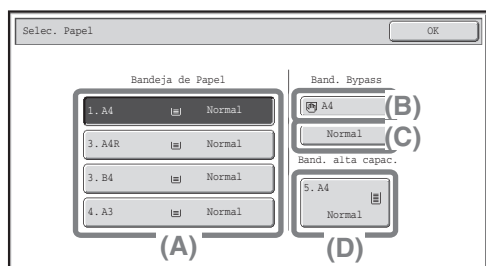 Selec. Papel
OK
Bandeja de Papel
1. A4 Normal
3. A4R Normal
3. B4 Normal
4. A3 Normal
(A)
Band. Bypass
A4
(B)
Normal
(C)
Band. alta capac.
5. A4
Normal
(D)